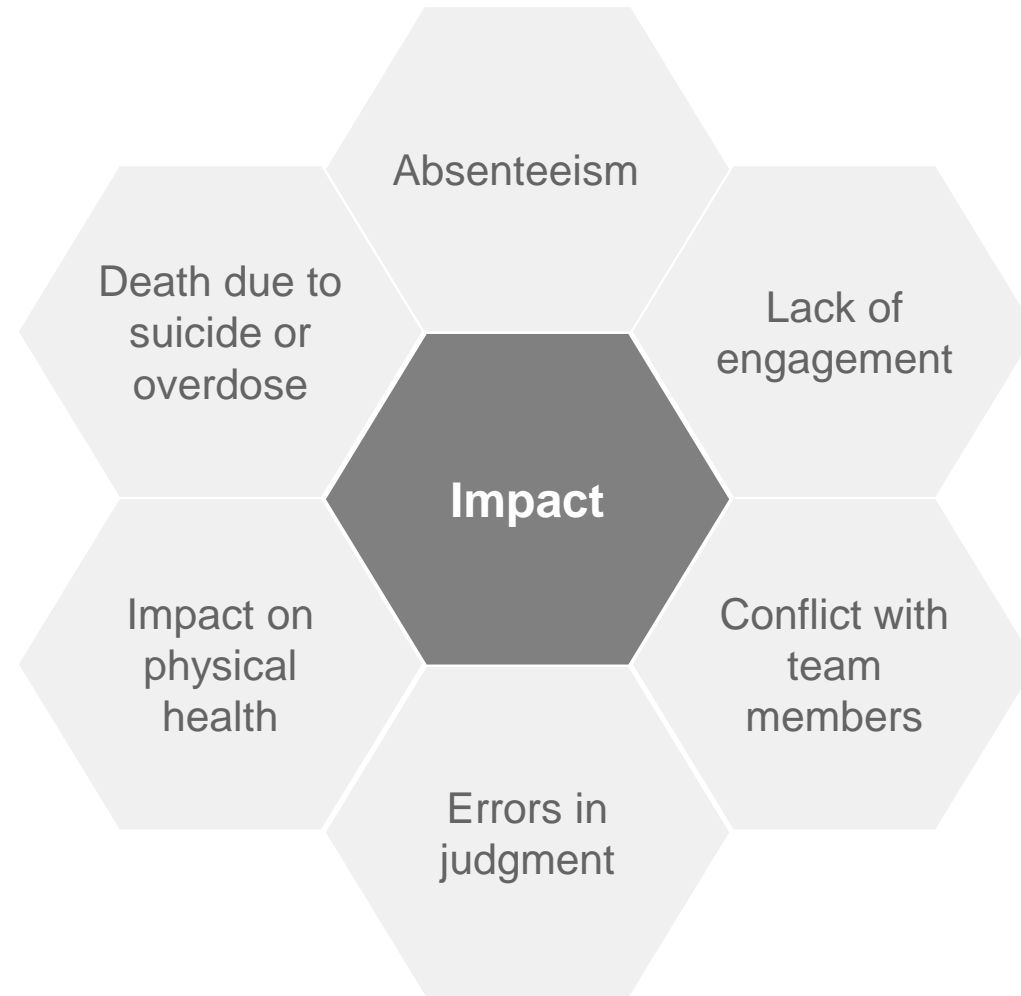 Absenteeism
Death due to
suicide or
overdose
Lack of
engagement
Impact
Impact on
physical
health
Conflict with
team
members
Errors in
judgment